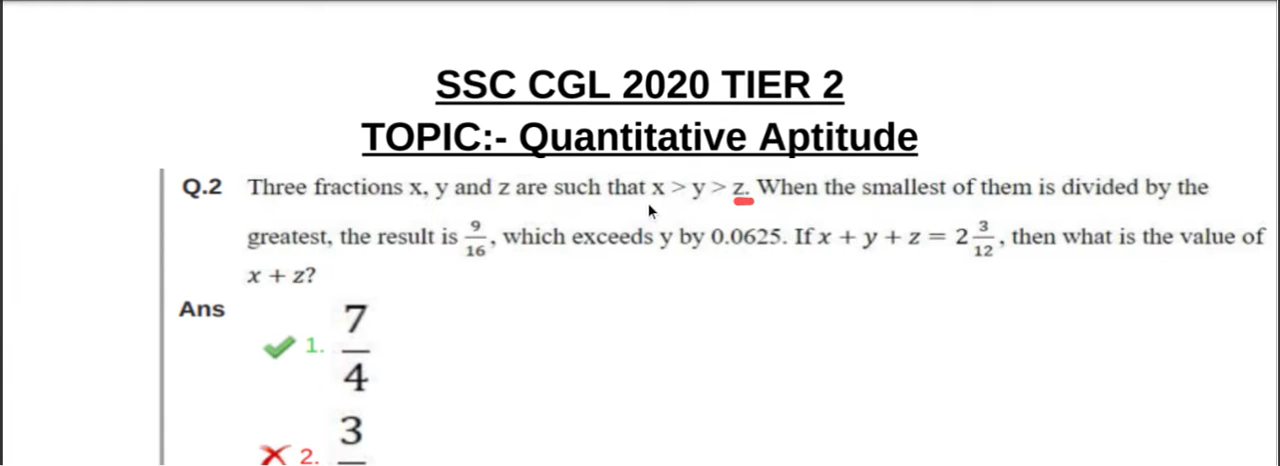 SSC CGL 2020 TIER 2
TOPIC:- Quantitative Aptitude
Q.2 Three fractions x, y and z are such that x > y > z. When the smallest of them is divided by the
greatest, the result is 9/16, which exceeds y by 0.0625. If x + y + z = 2 3/12, then what is the value of
x + z?
Ans
1. 7/4
2. 3